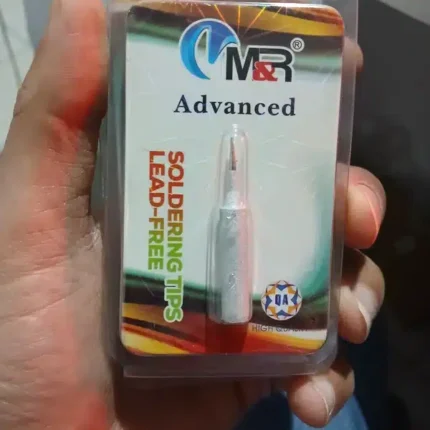 M&R®
Advanced
SOLDERING TIPS
LEAD-FREE
QA